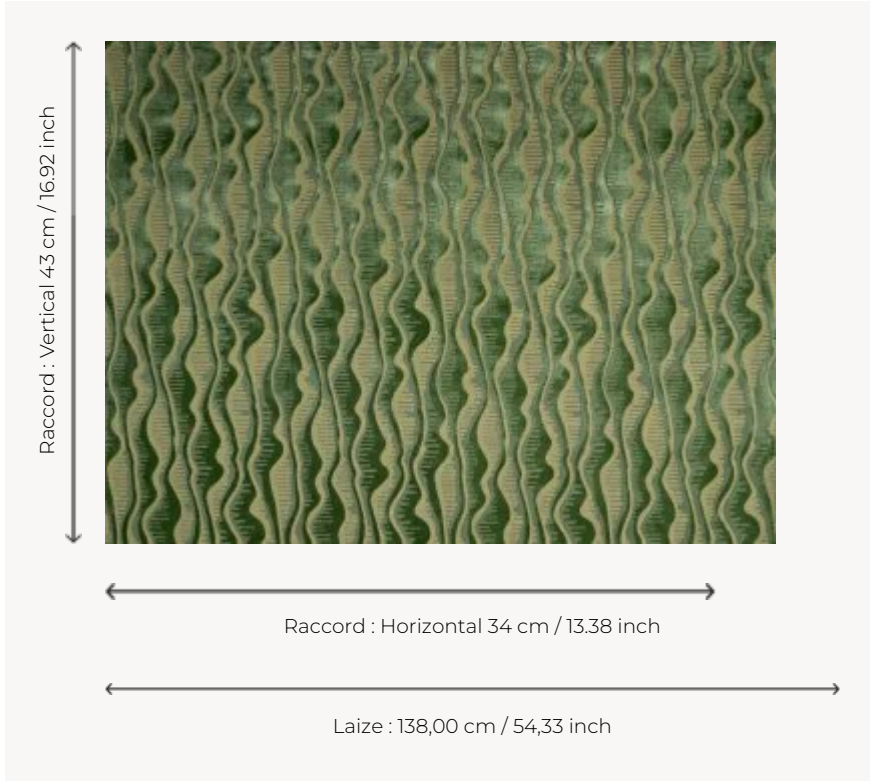 Raccord : Vertical 43 cm / 16.92 inch
Raccord : Horizontal 34 cm / 13.38 inch
Laize : 138,00 cm / 54,33 inch